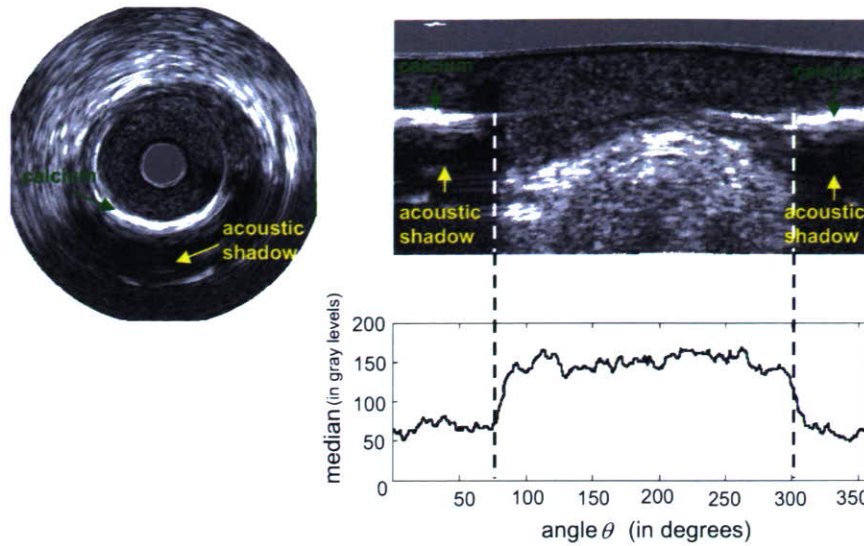 calcium
acoustic
shadow
calcium
calcium
acoustic
shadow
acoustic
shadow
median (in gray levels)
200
150
100
50
0
50
100
150
200
250
300
350
angle θ (in degrees)